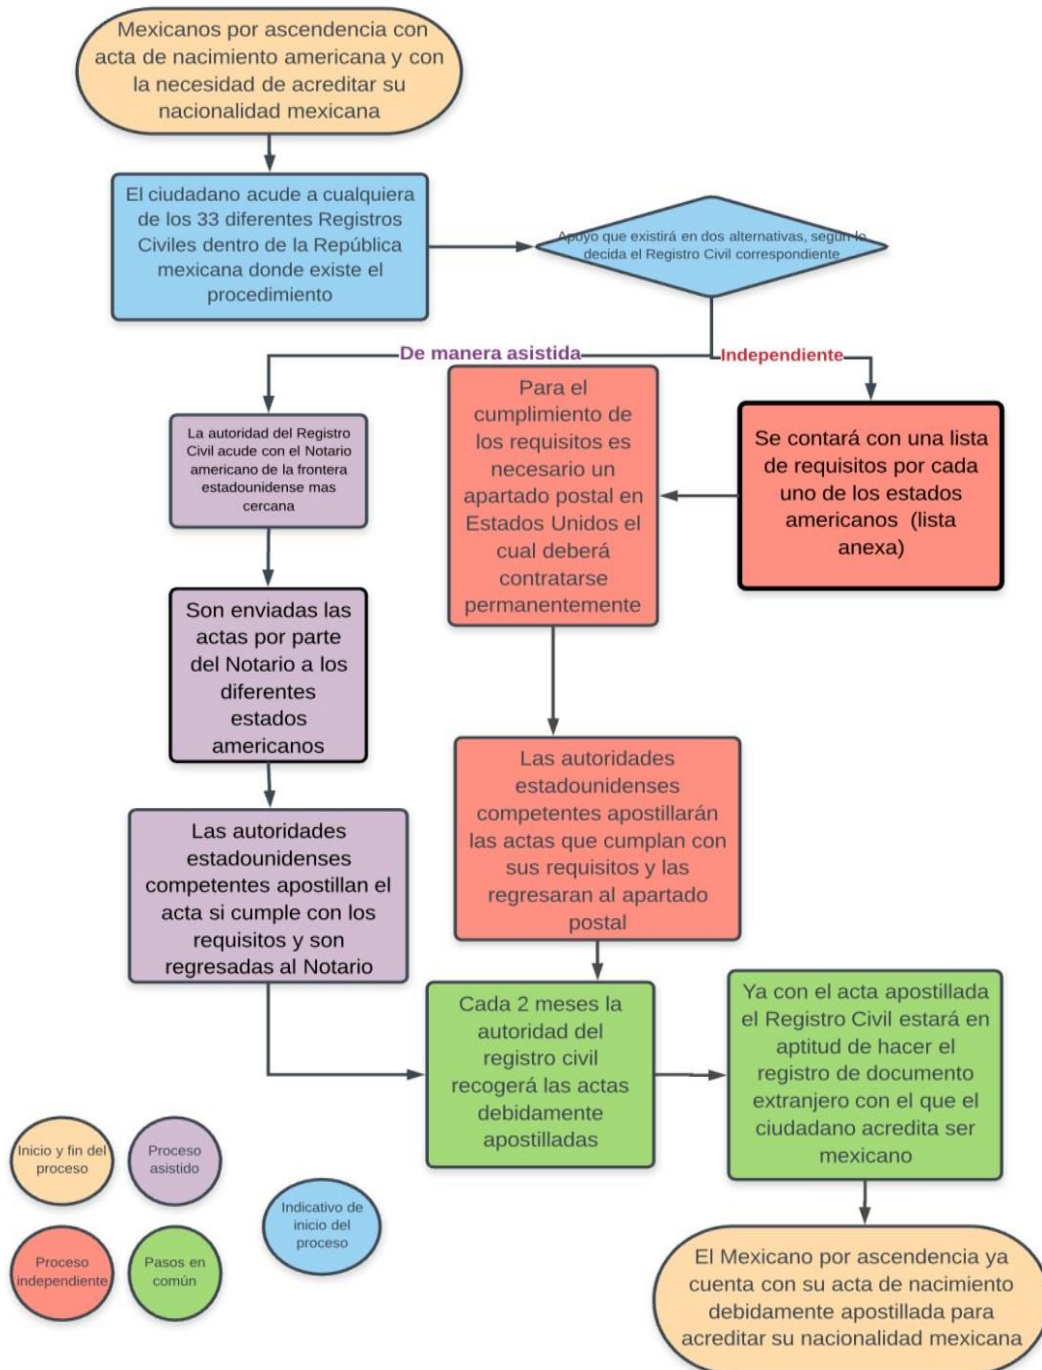 Mexicanos por ascendencia con
acta de nacimiento americana y con
la necesidad de acreditar su
nacionalidad mexicana
El ciudadano acude a cualquiera
de los 33 diferentes Registros
Civiles dentro de la República
mexicana donde existe el
procedimiento
Apoyo que existirá en dos alternativas, según lo
decida el Registro Civil correspondiente
De manera asistida
Independiente
La autoridad del Registro
Civil acude con el Notario
americano de la frontera
estadounidense mas
cercana
Para el
cumplimiento de
los requisitos es
necesario un
apartado postal en
Estados Unidos el
cual deberá
contratarse
permanentemente
Se contará con una lista
de requisitos por cada
uno de los estados
americanos (lista
anexa)
Son enviadas las
actas por parte
del Notario a los
diferentes
estados
americanos
Las autoridades
estadounidenses
competentes apostillarán
las actas que cumplan con
sus requisitos y las
regresaran al apartado
postal
Las autoridades
estadounidenses
competentes apostillan el
acta si cumple con los
requisitos y son
regresadas al Notario
Cada 2 meses la
autoridad del
registro civil
recogerá las actas
debidamente
apostilladas
Ya con el acta apostillada
el Registro Civil estará en
aptitud de hacer el
registro de documento
extranjero con el que el
ciudadano acredita ser
mexicano
Inicio y fin del
proceso
Proceso
asistido
Indicativo de
inicio del
proceso
Proceso
independiente
Pasos en
común
El Mexicano por ascendencia ya
cuenta con su acta de nacimiento
debidamente apostillada para
acreditar su nacionalidad mexicana